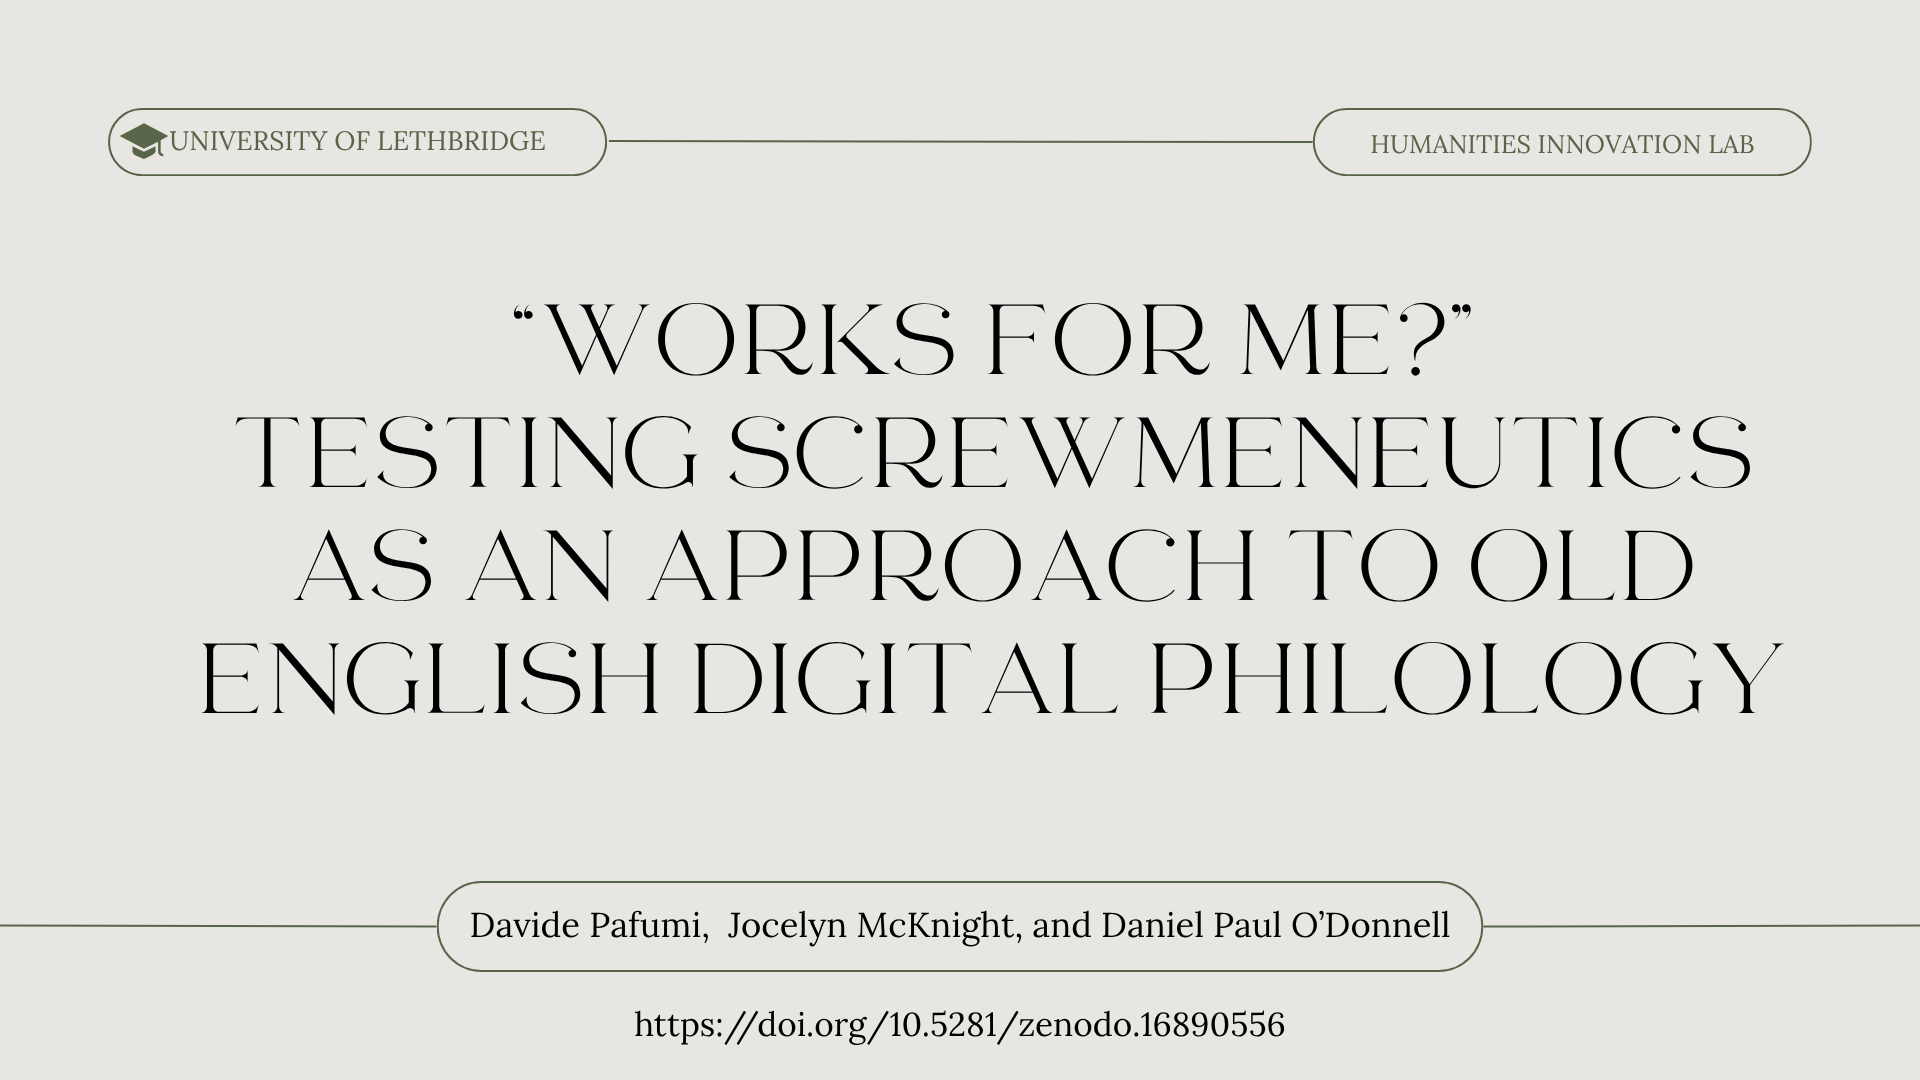 UNIVERSITY OF LETHBRIDGE
HUMANITIES INNOVATION LAB
“WORKS FOR ME?”
TESTING SCREWMENEUTICS
AS AN APPROACH TO OLD
ENGLISH DIGITAL PHILOLOGY
Davide Pafumi,  Jocelyn McKnight, and Daniel Paul O’Donnell
https://doi.org/10.5281/zenodo.16890556